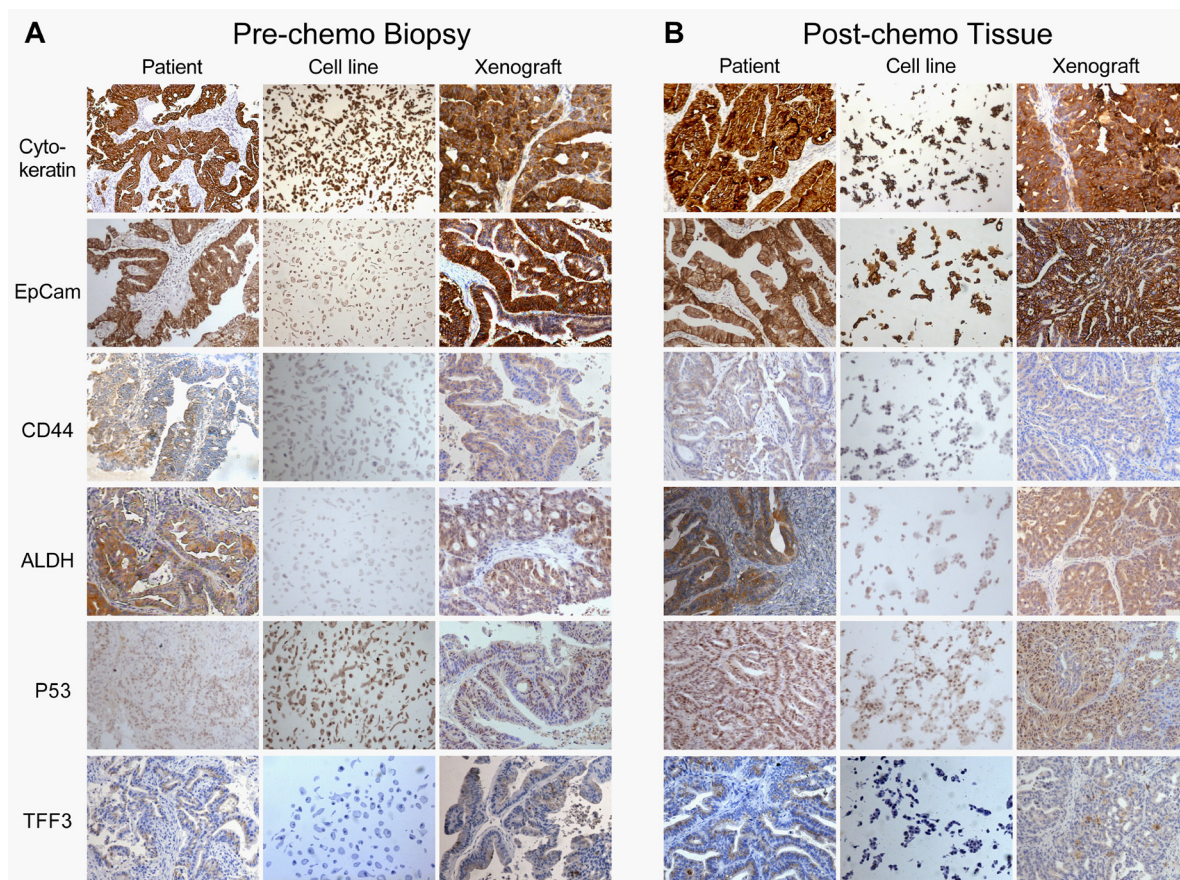 A Pre-chemo Biopsy
B Post-chemo Tissue
Patient Cell line Xenograft
Patient Cell line Xenograft
Cyto-
keratin
EpCam
CD44
ALDH
P53
TFF3